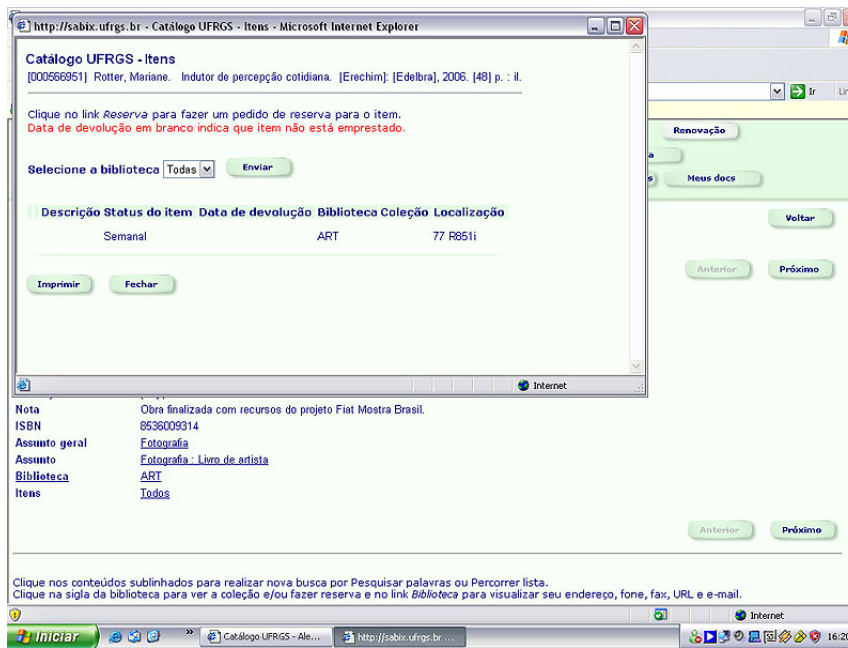 http://sabix.ufrgs.br - Catálogo UFRGS - Itens - Microsoft Internet Explorer
Catálogo UFRGS - Itens
[000566951] Rotter, Mariane. Indutor de percepção cotidiana. [Erechim]: [Edelbra], 2006. [48] p. : il.
Clique no link Reserva para fazer um pedido de reserva para o item.
Data de devolução em branco indica que item não está emprestado.
Selecione a biblioteca Todas Enviar
Descrição Status do item Data de devolução Biblioteca Coleção Localização
Semanal ART 77 R851i
Imprimir Fechar
Internet
Ir
Renovação
Meus docs
Voltar
Anterior Próximo
Nota Obra finalizada com recursos do projeto Fiat Mostra Brasil.
ISBN 8536009314
Assunto geral Fotografia
Assunto Fotografia : Livro de artista
Biblioteca ART
Itens Todos
Anterior Próximo
Clique nos conteúdos sublinhados para realizar nova busca por Pesquisar palavras ou Percorrer lista.
Clique na sigla da biblioteca para ver a coleção e/ou fazer reserva e no link Biblioteca para visualizar seu endereço, fone, fax, URL e e-mail.
Internet
Iniciar » Catálogo UFRGS - Ale... http://sabix.ufrgs.br ... 16:20